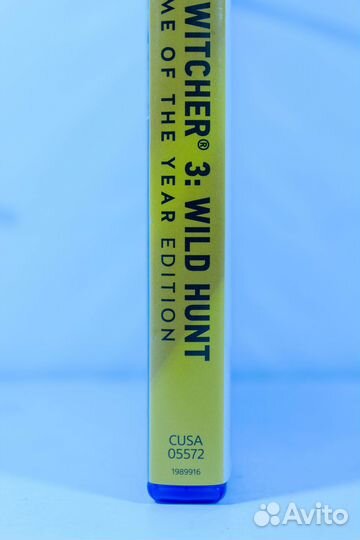 WITCHER® 3: WILD HUNT
ME OF THE YEAR EDITION
CUSA
05572
1989916
Avito